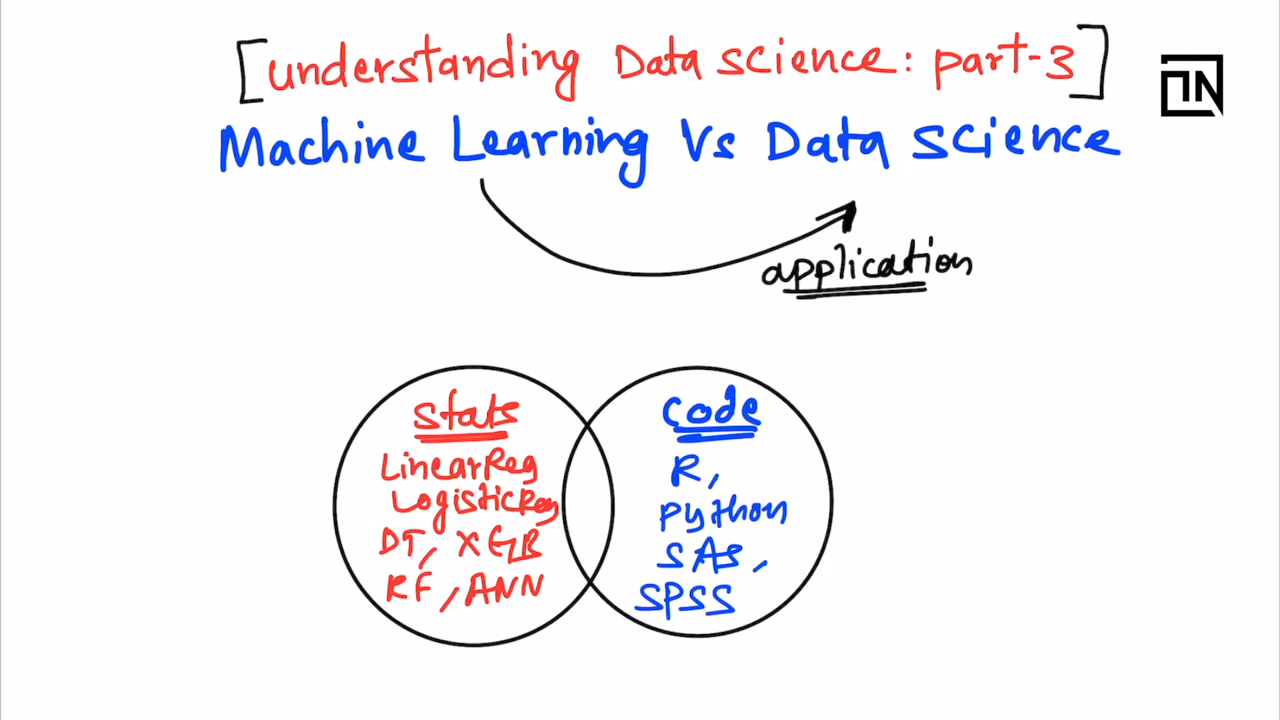 [understanding Data science: part-3]
Machine Learning Vs Data science
application
Stats
LinearReg
LogisticReg
DT, XGB
RF, ANN
Code
R,
Python
SAS,
SPSS